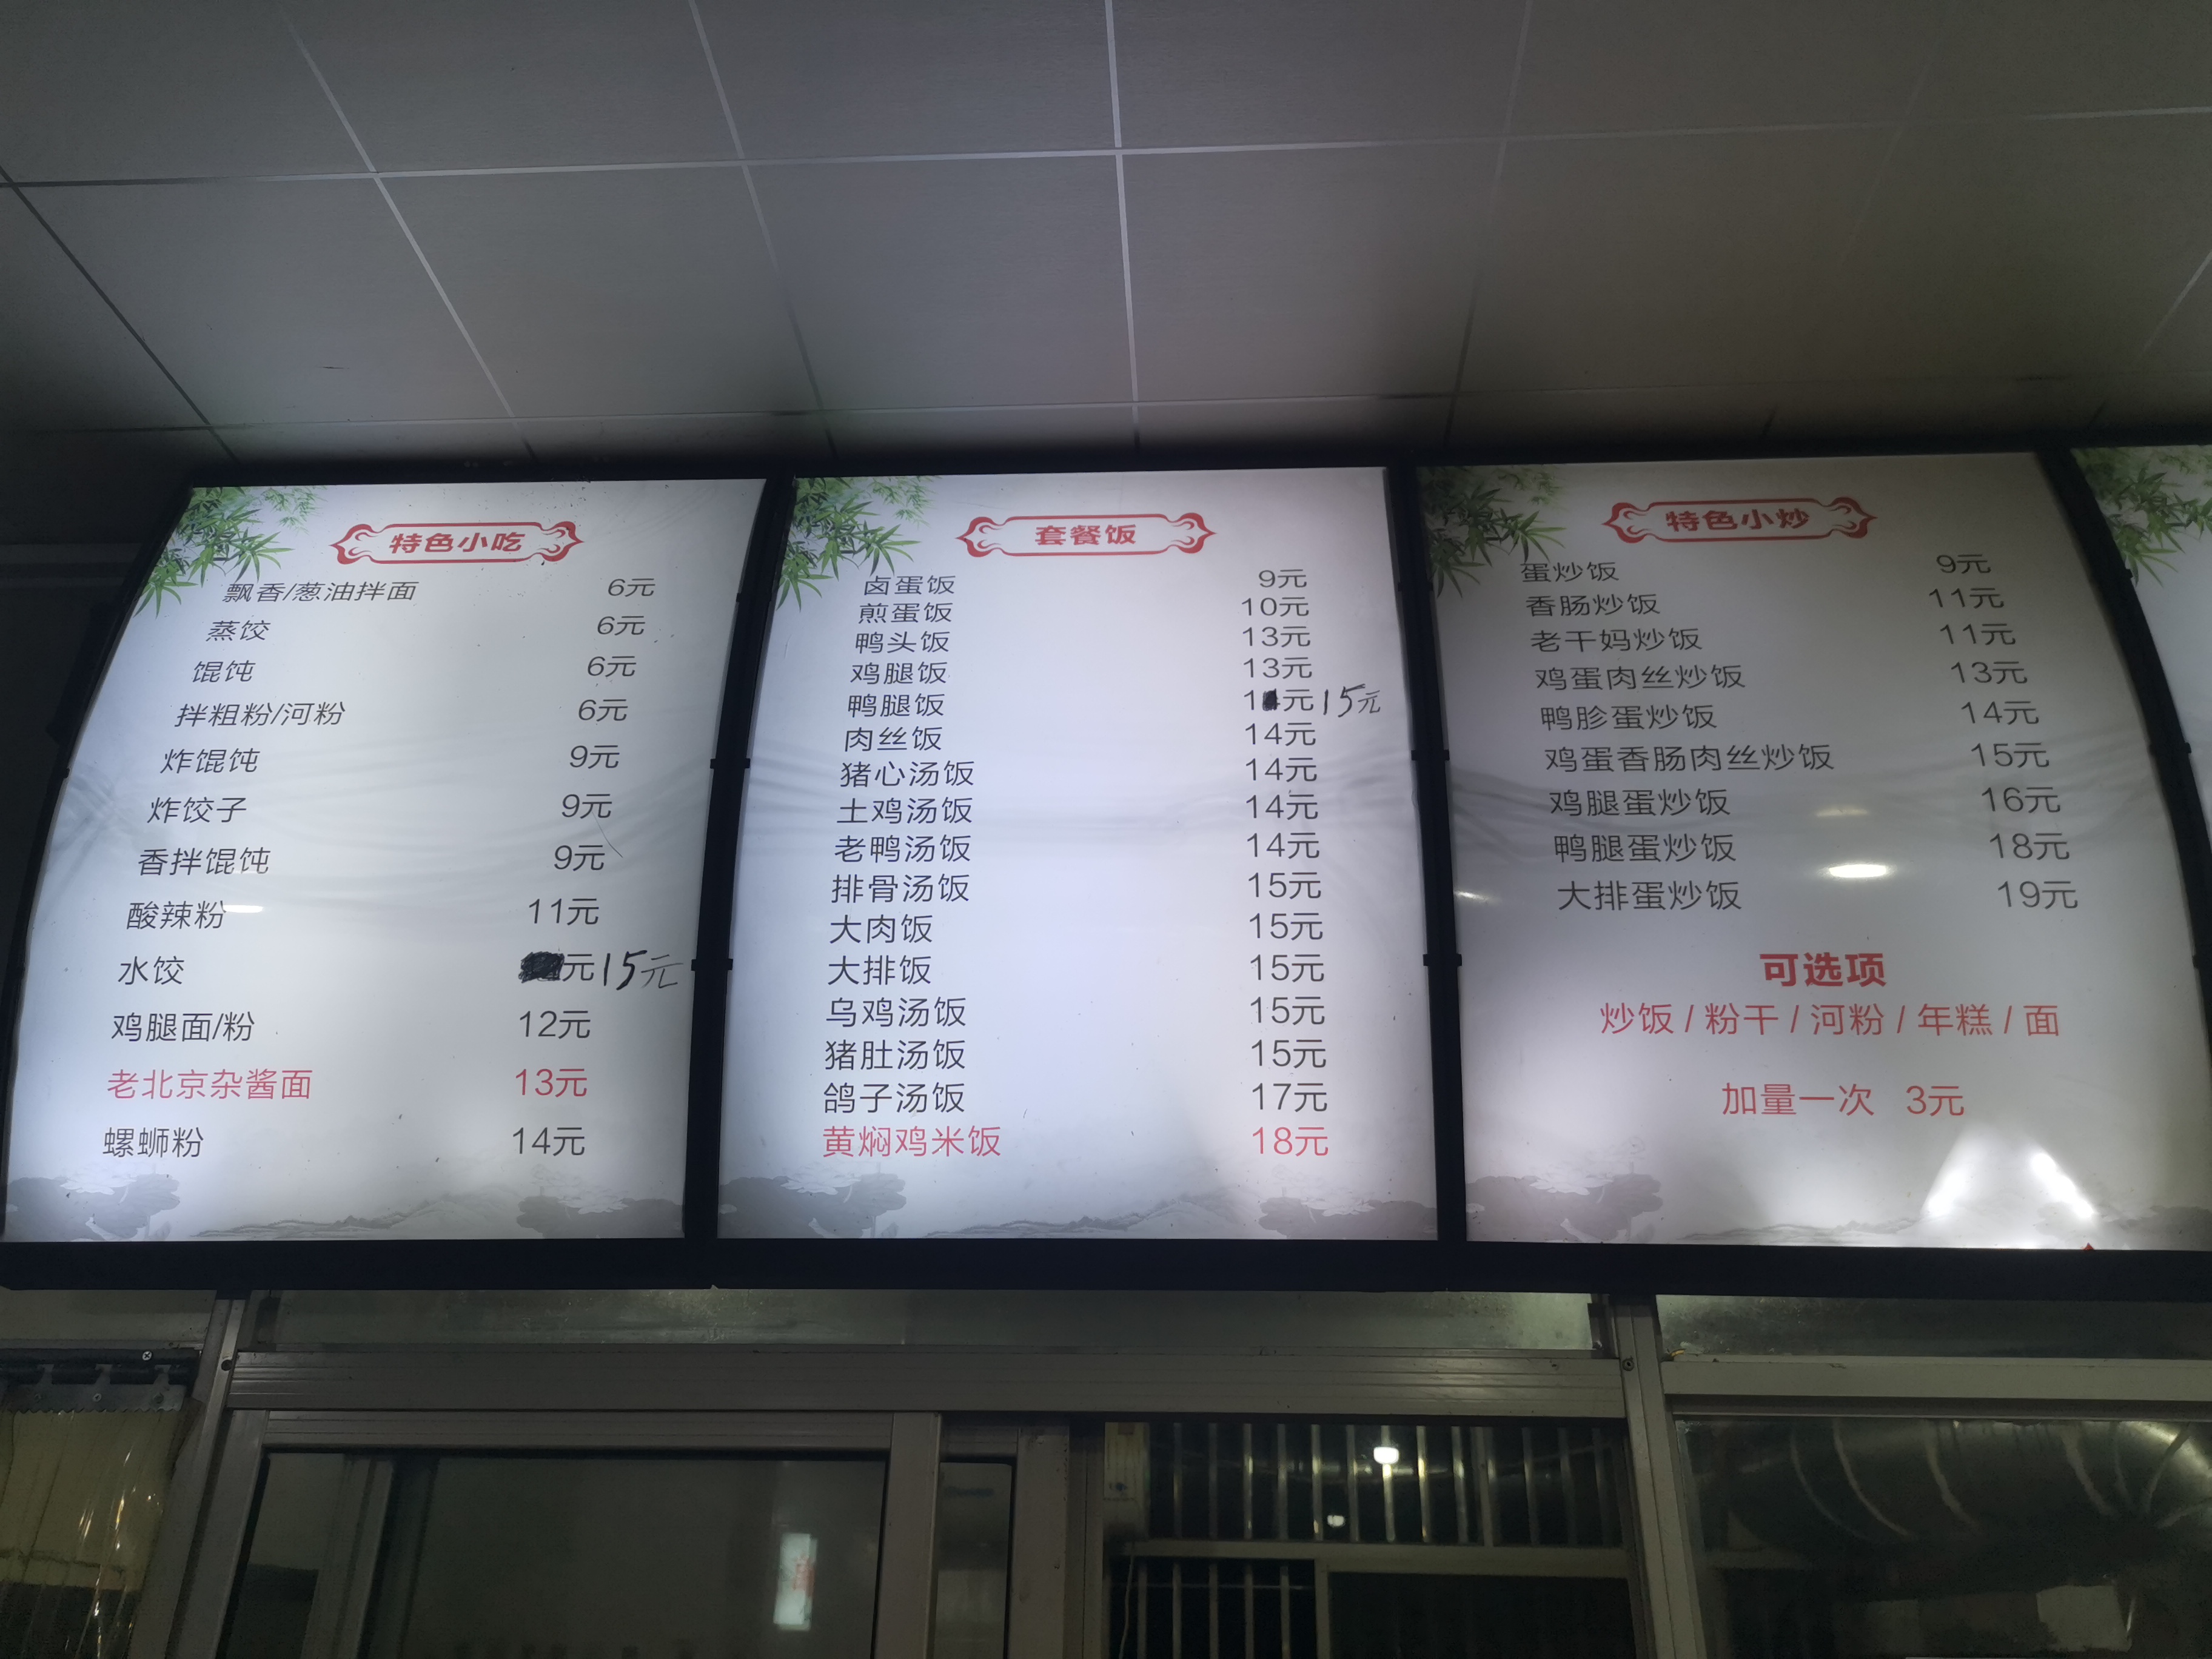 特色小吃
飘香/葱油拌面 6元
蒸饺 6元
馄饨 6元
拌粗粉/河粉 6元
炸馄饨 9元
炸饺子 9元
香拌馄饨 9元
酸辣粉 11元
水饺 元 15元
鸡腿面/粉 12元
老北京杂酱面 13元
螺蛳粉 14元
套餐饭
卤蛋饭 9元
煎蛋饭 10元
鸭头饭 13元
鸡腿饭 13元
鸭腿饭 1元 15元
肉丝饭 14元
猪心汤饭 14元
土鸡汤饭 14元
老鸭汤饭 14元
排骨汤饭 15元
大肉饭 15元
大排饭 15元
乌鸡汤饭 15元
猪肚汤饭 15元
鸽子汤饭 17元
黄焖鸡米饭 18元
特色小炒
蛋炒饭 9元
香肠炒饭 11元
老干妈炒饭 11元
鸡蛋肉丝炒饭 13元
鸭胗蛋炒饭 14元
鸡蛋香肠肉丝炒饭 15元
鸡腿蛋炒饭 16元
鸭腿蛋炒饭 18元
大排蛋炒饭 19元
可选项
炒饭 / 粉干 / 河粉 / 年糕 / 面
加量一次 3元